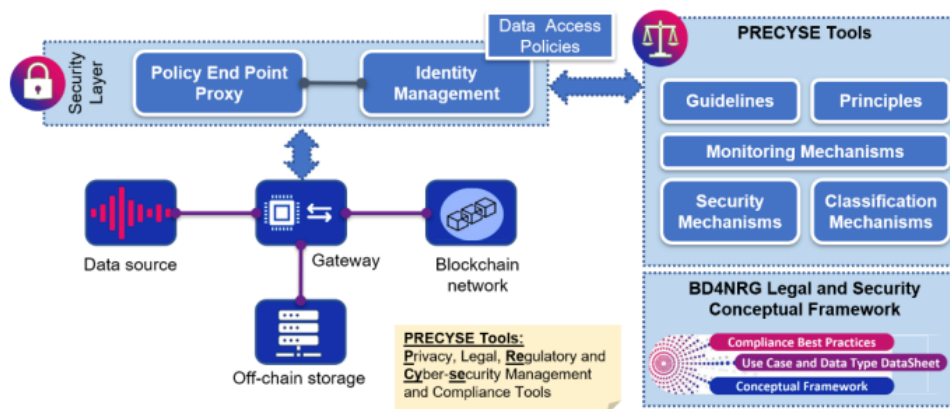 Security
Layer
Policy End Point
Proxy
Identity
Management
Data Access
Policies
PRECYSE Tools
Guidelines
Principles
Monitoring Mechanisms
Security
Mechanisms
Classification
Mechanisms
Data source
Gateway
Blockchain
network
Off-chain storage
PRECYSE Tools:
Privacy, Legal, Regulatory and
Cyber-security Management
and Compliance Tools
BD4NRG Legal and Security
Conceptual Framework
Compliance Best Practices
Use Case and Data Type DataSheet
Conceptual Framework